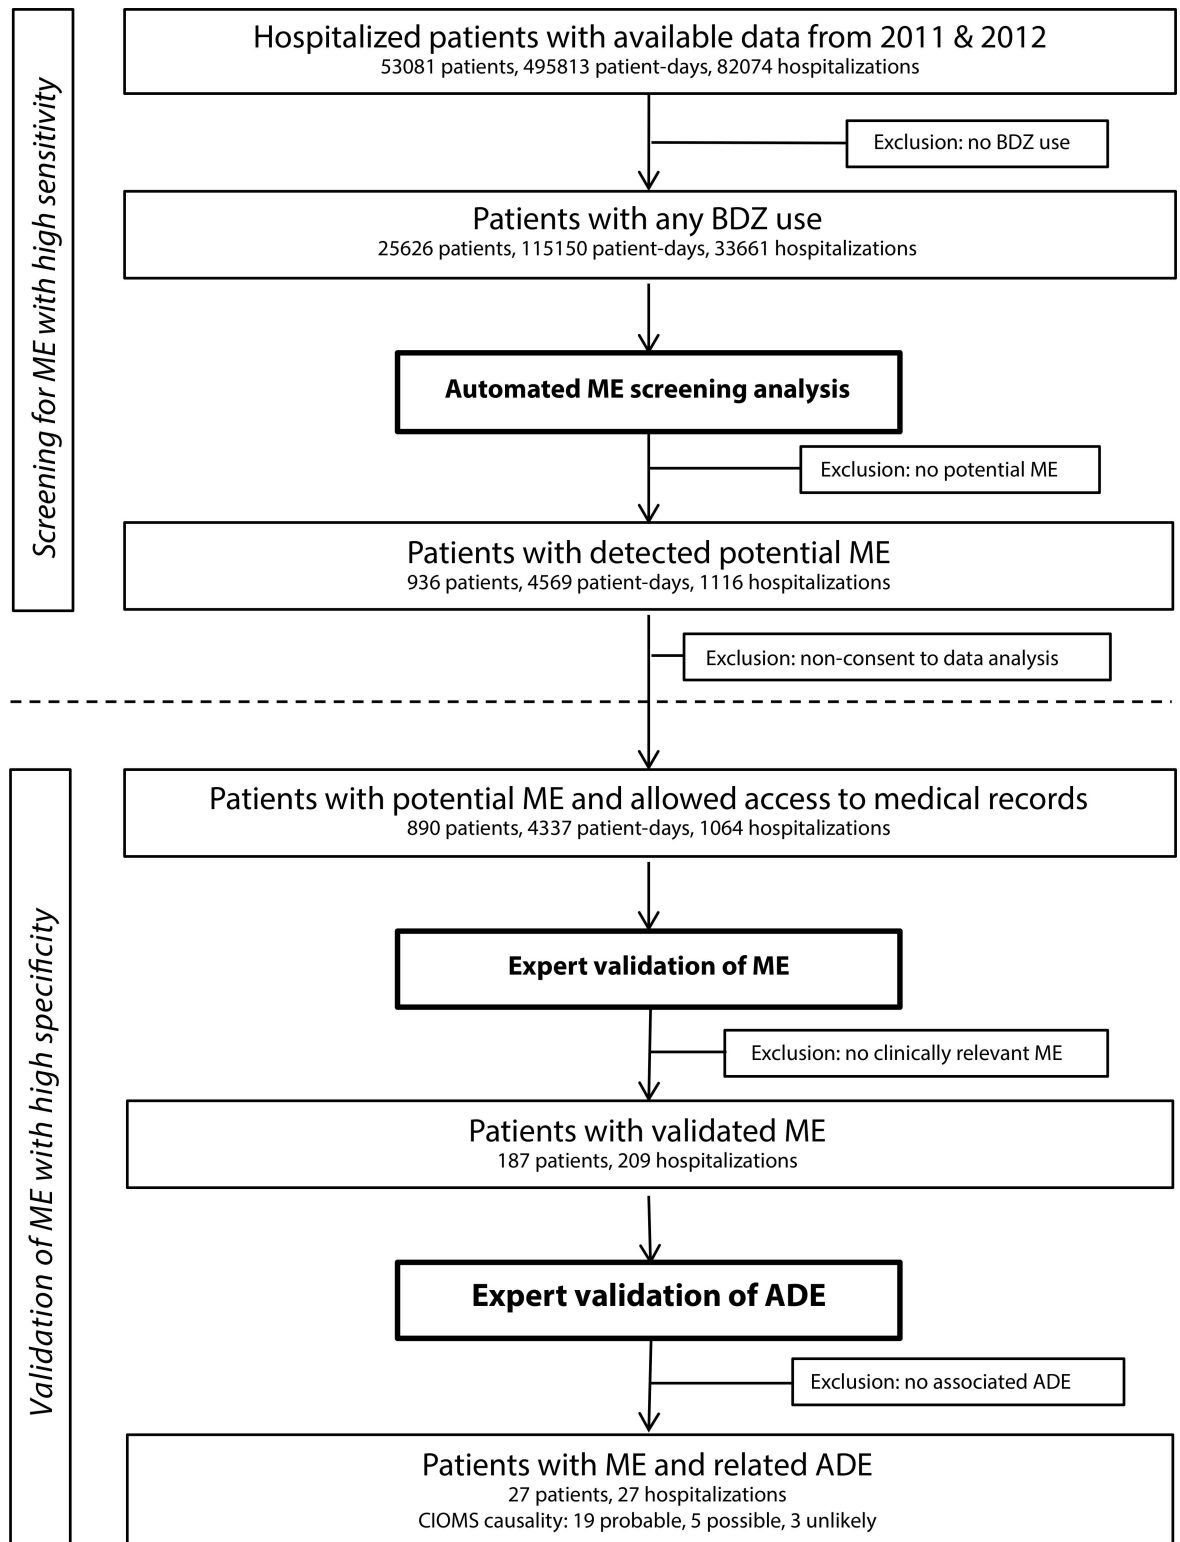 Screening for ME with high sensitivity
Hospitalized patients with available data from 2011 & 2012
53081 patients, 495813 patient-days, 82074 hospitalizations
Exclusion: no BDZ use
Patients with any BDZ use
25626 patients, 115150 patient-days, 33661 hospitalizations
Automated ME screening analysis
Exclusion: no potential ME
Patients with detected potential ME
936 patients, 4569 patient-days, 1116 hospitalizations
Exclusion: non-consent to data analysis
Validation of ME with high specificity
Patients with potential ME and allowed access to medical records
890 patients, 4337 patient-days, 1064 hospitalizations
Expert validation of ME
Exclusion: no clinically relevant ME
Patients with validated ME
187 patients, 209 hospitalizations
Expert validation of ADE
Exclusion: no associated ADE
Patients with ME and related ADE
27 patients, 27 hospitalizations
CIOMS causality: 19 probable, 5 possible, 3 unlikely